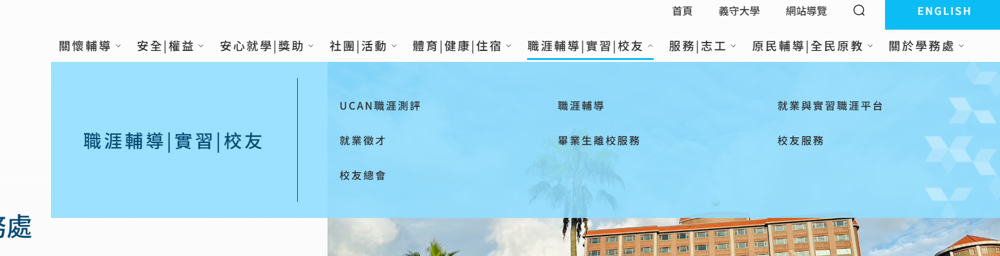 首頁 義守大學 網站導覽 ENGLISH
關懷輔導 安全|權益 安心就學|獎助 社團|活動 體育|健康|住宿 職涯輔導|實習|校友 服務|志工 原民輔導|全民原教 關於學務處
UCAN職涯測評 職涯輔導 就業與實習職涯平台
職涯輔導|實習|校友
就業徵才 畢業生離校服務 校友服務
校友總會
務處